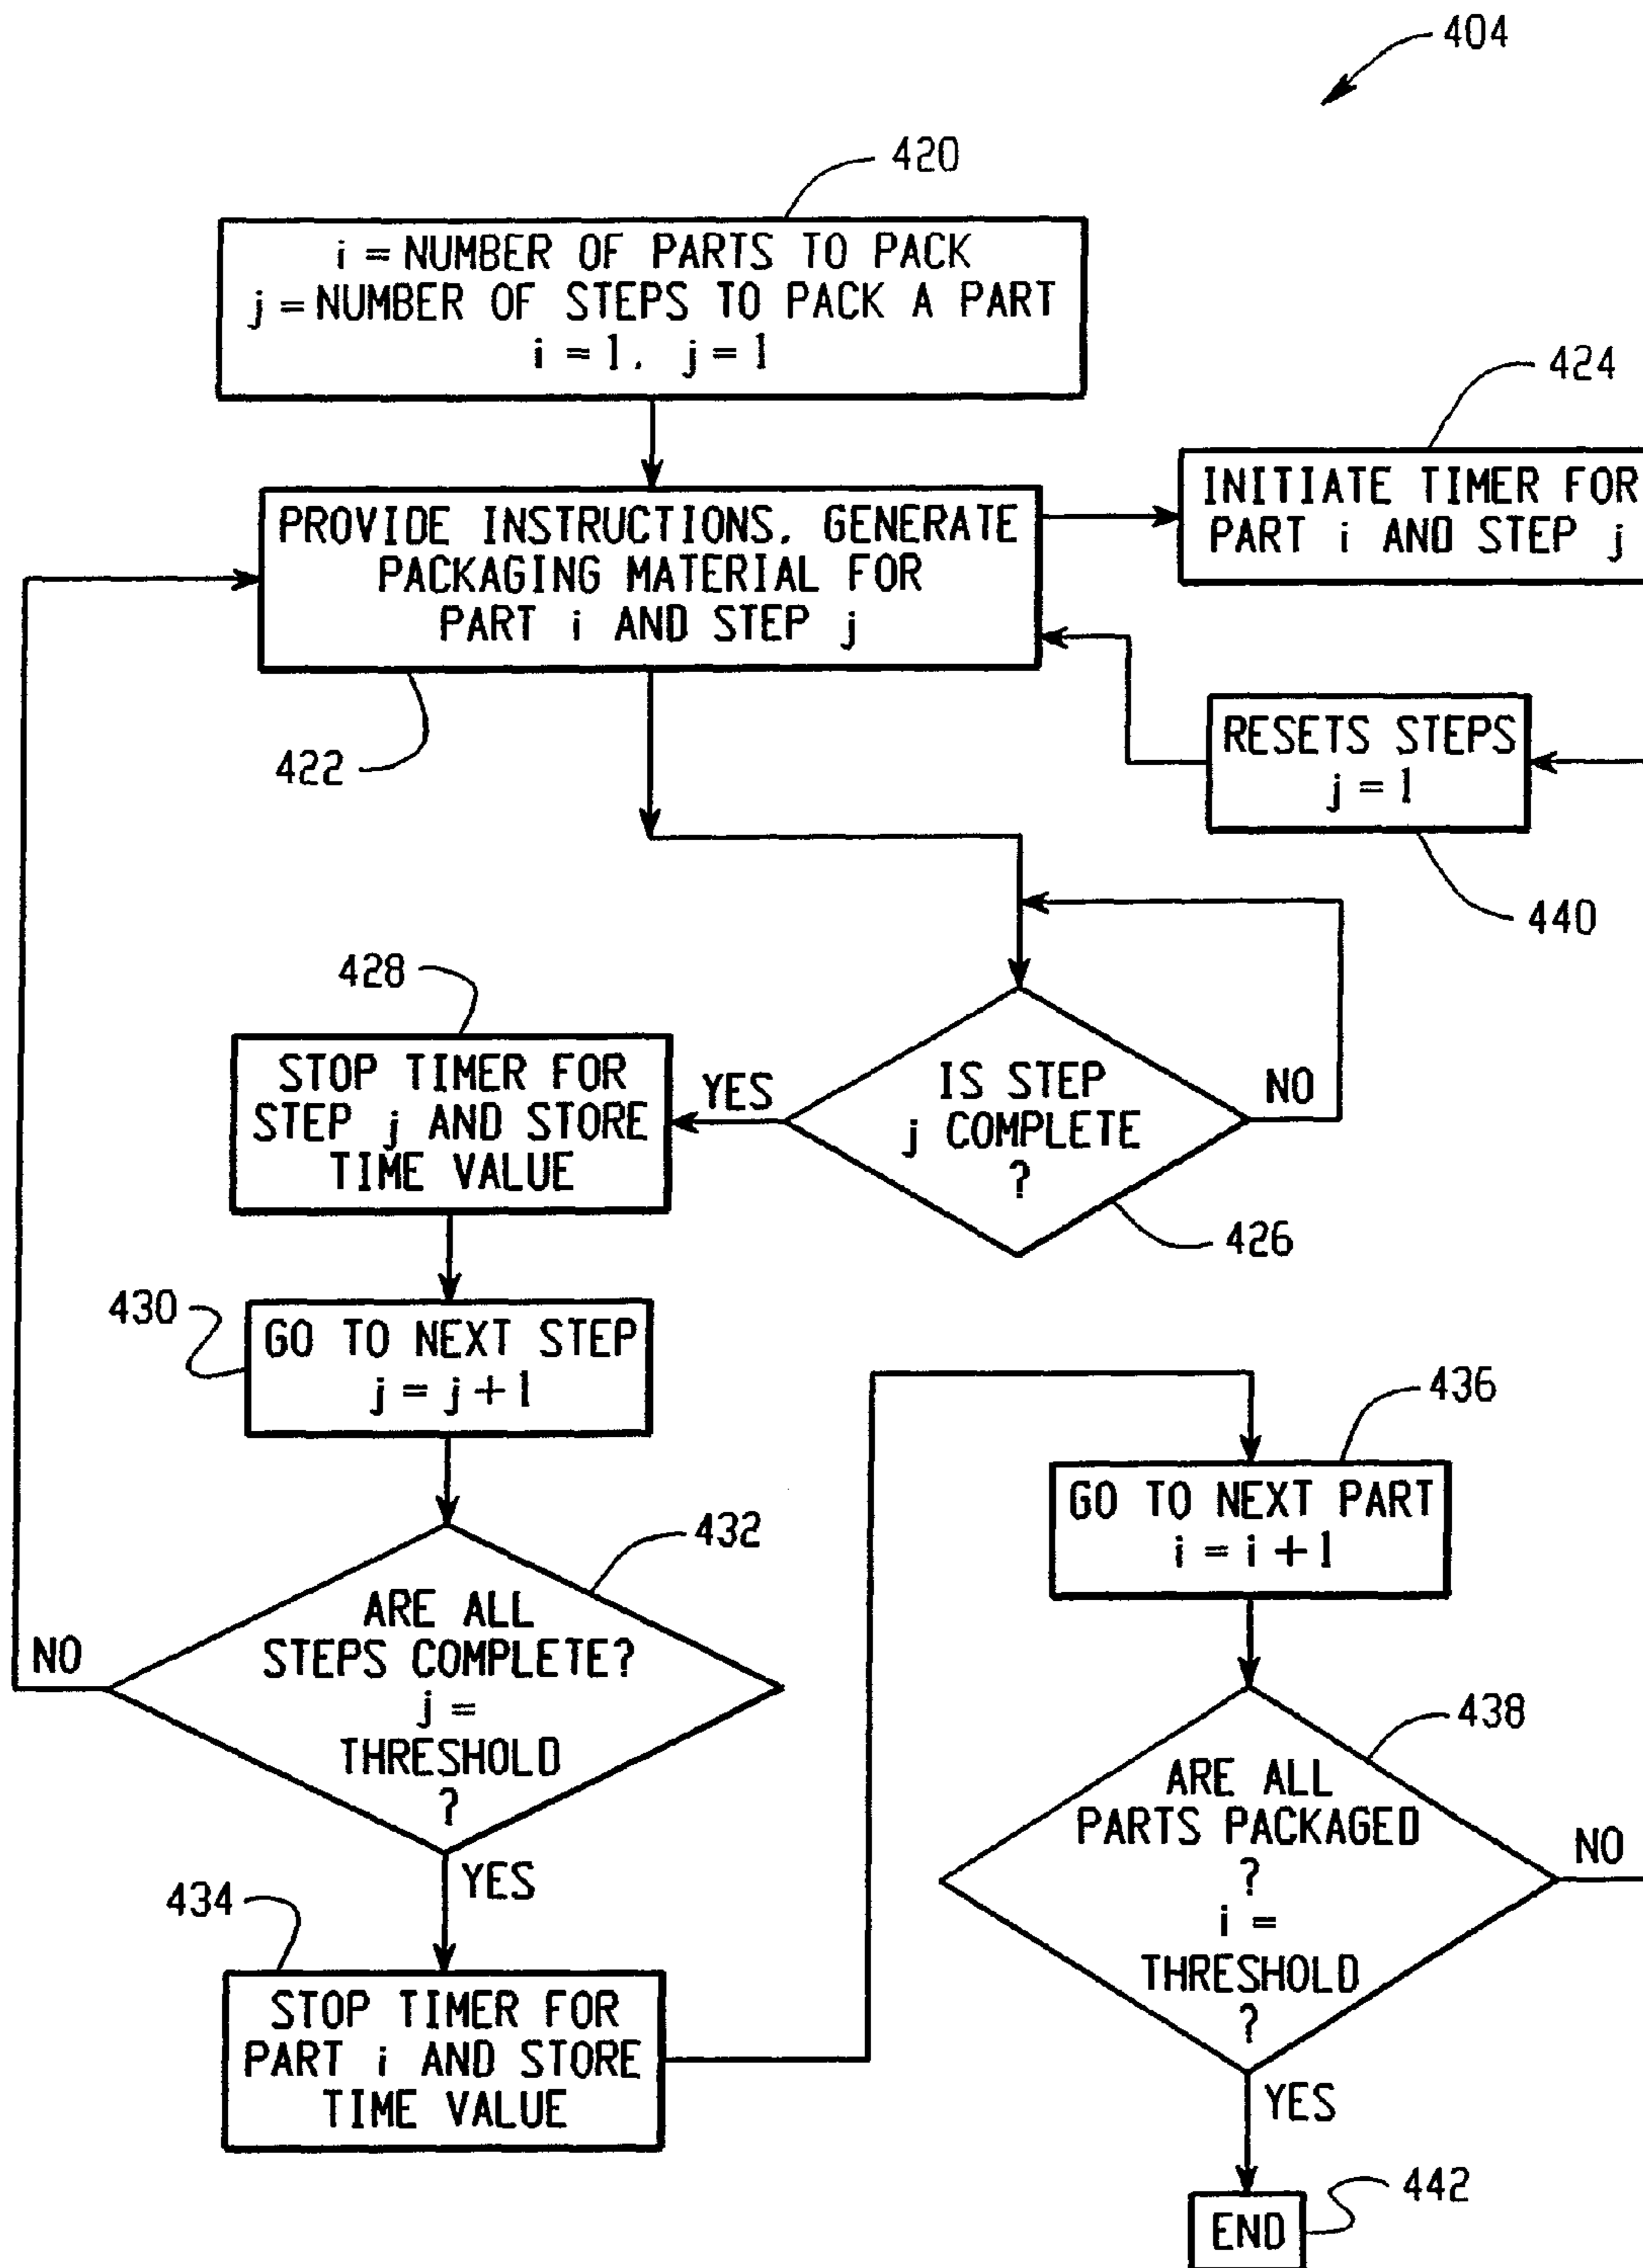 404
420
i = NUMBER OF PARTS TO PACK
j = NUMBER OF STEPS TO PACK A PART
i = 1, j = 1
424
INITIATE TIMER FOR
PART i AND STEP j
PROVIDE INSTRUCTIONS, GENERATE
PACKAGING MATERIAL FOR
PART i AND STEP j
422
RESETS STEPS
j = 1
440
428
STOP TIMER FOR
STEP j AND STORE
TIME VALUE
YES
IS STEP
j COMPLETE
?
NO
426
430
GO TO NEXT STEP
j = j + 1
432
ARE ALL
STEPS COMPLETE?
j =
THRESHOLD
?
NO
YES
434
STOP TIMER FOR
PART i AND STORE
TIME VALUE
436
GO TO NEXT PART
i = i + 1
438
ARE ALL
PARTS PACKAGED
?
i =
THRESHOLD
?
NO
YES
442
END